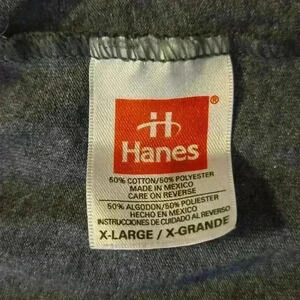 H
Hanes®
50% COTTON/50% POLYESTER
MADE IN MEXICO
CARE ON REVERSE
50% ALGODON/50% POLYESTER
HECHO EN MEXICO
INSTRUCCIONES DE CUIDADO AL REVERSO
X-LARGE / X-GRANDE